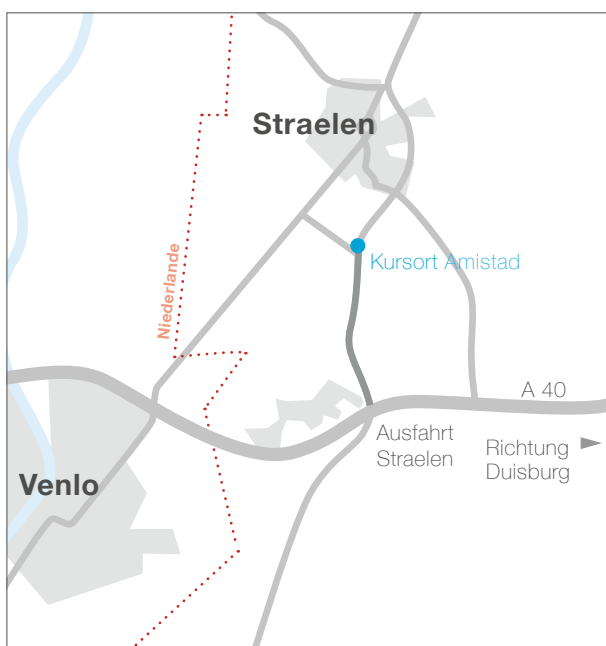 Straelen
Niederlande
Kursort Amistad
A 40
Ausfahrt
Straelen
Richtung
Duisburg
Venlo